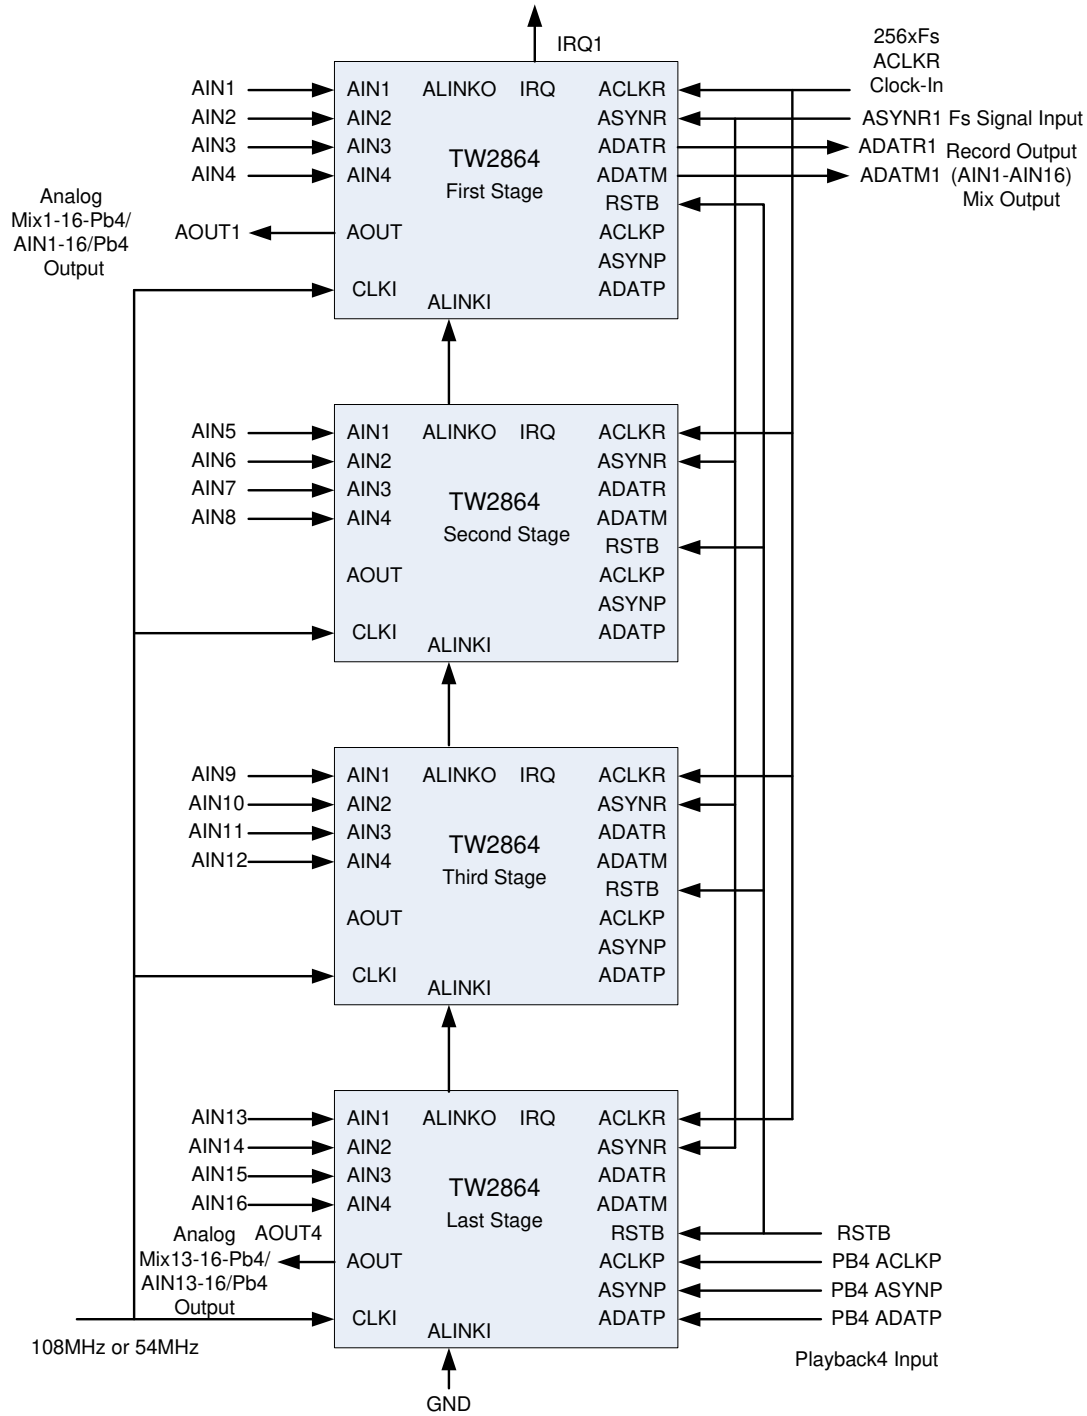 IRQ1
256xFs
ACLKR
Clock-In
AIN1 AIN1 ALINKO IRQ ACLKR
AIN2 AIN2 ASYNR ASYNR1 Fs Signal Input
AIN3 AIN3 TW2864 ADATR ADATR1 Record Output
AIN4 AIN4 First Stage ADATM ADATM1 (AIN1-AIN16)
Mix Output
RSTB
Analog
Mix1-16-Pb4/
AIN1-16/Pb4
Output
AOUT1 AOUT ACLKP
ASYNP
CLKI ALINKI ADATP
AIN5 AIN1 ALINKO IRQ ACLKR
AIN6 AIN2 ASYNR
AIN7 AIN3 TW2864 ADATR
AIN8 AIN4 Second Stage ADATM
RSTB
AOUT ACLKP
ASYNP
CLKI ALINKI ADATP
AIN9 AIN1 ALINKO IRQ ACLKR
AIN10 AIN2 ASYNR
AIN11 AIN3 TW2864 ADATR
AIN12 AIN4 Third Stage ADATM
RSTB
AOUT ACLKP
ASYNP
CLKI ALINKI ADATP
AIN13 AIN1 ALINKO IRQ ACLKR
AIN14 AIN2 ASYNR
AIN15 AIN3 TW2864 ADATR
AIN16 AIN4 Last Stage ADATM
Analog AOUT4 RSTB RSTB
Mix13-16-Pb4/ AOUT ACLKP PB4 ACLKP
AIN13-16/Pb4 ASYNP PB4 ASYNP
Output
CLKI ALINKI ADATP PB4 ADATP
108MHz or 54MHz
Playback4 Input
GND